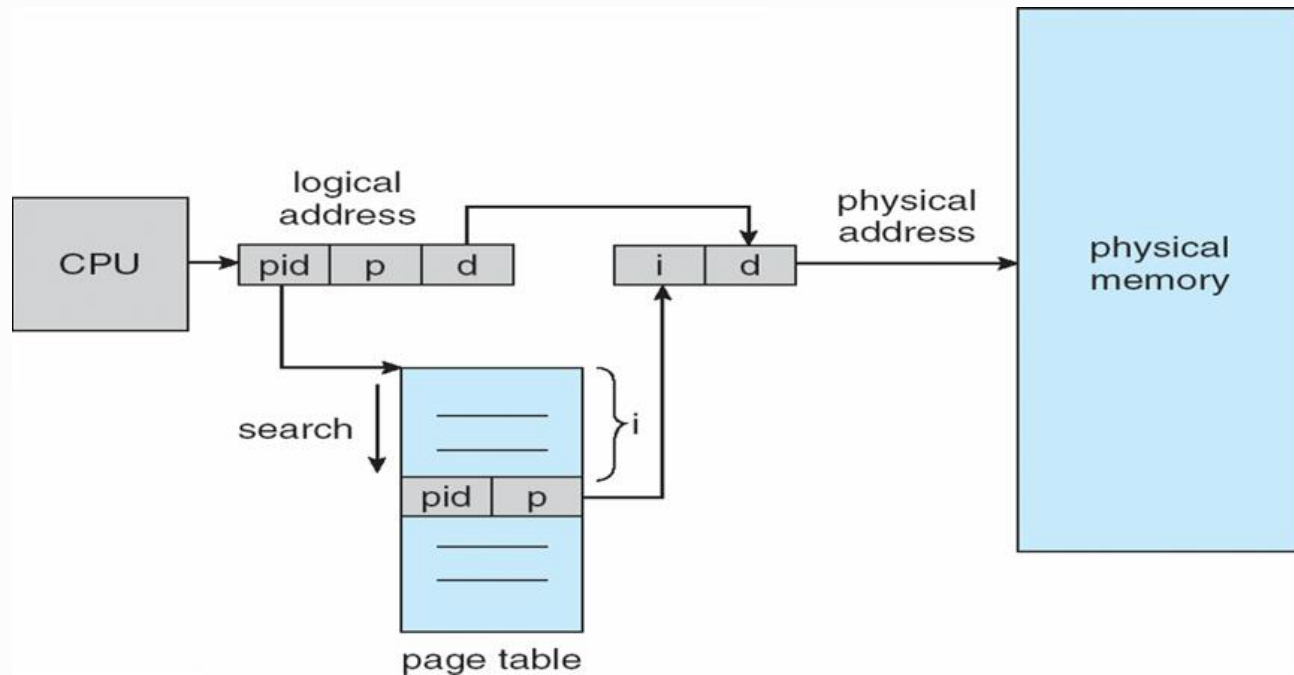 logical
address
CPU
pid p d
i d
physical
address
physical
memory
search
i
pid p
page table